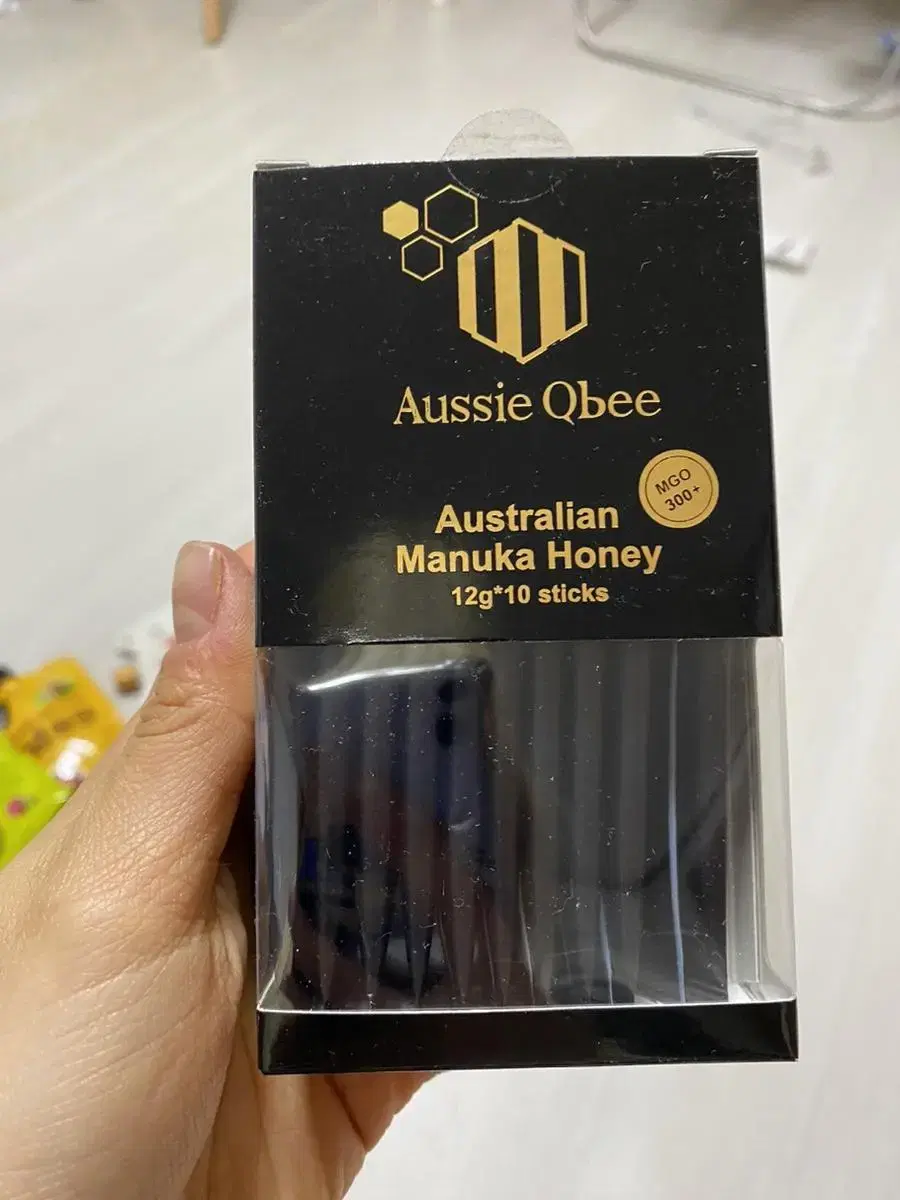 Aussie Qbee
MGO
300+
Australian
Manuka Honey
12g*10 sticks